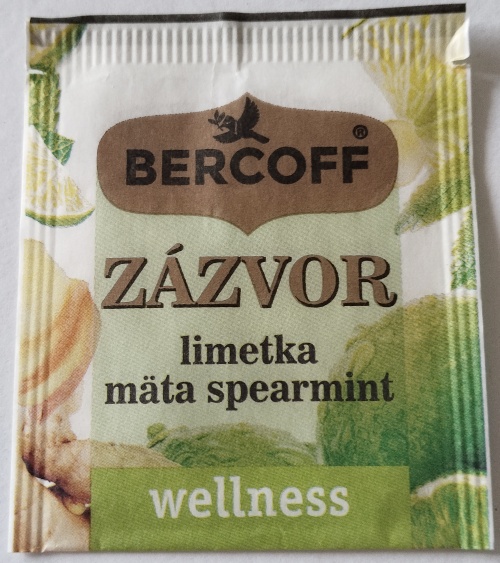 BERCOFF®
ZÁZVOR
limetka
mäta spearmint
wellness